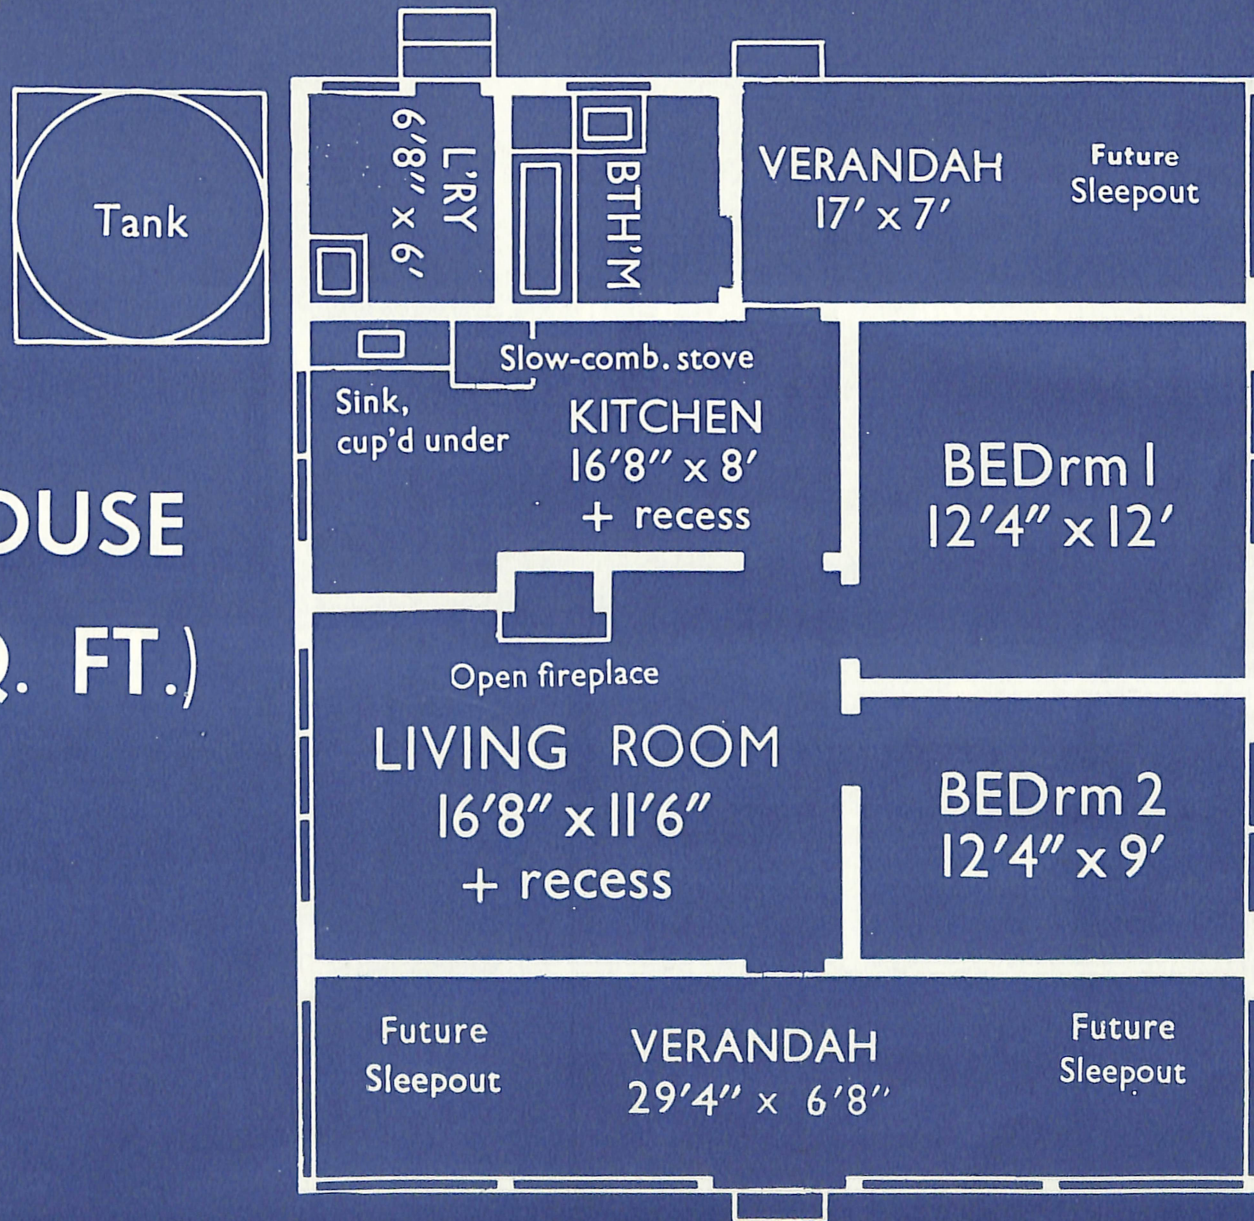 Tank
L'RY
6'8" x 6'
BTH'M
VERANDAH
17' x 7'
Future
Sleepout
Slow-comb. stove
Sink,
cup'd under
KITCHEN
16'8" x 8'
+ recess
BEDrm 1
12'4" x 12'
OUSE
Q. FT.)
Open fireplace
LIVING ROOM
16'8" x 11'6"
+ recess
BEDrm 2
12'4" x 9'
Future
Sleepout
VERANDAH
29'4" x 6'8"
Future
Sleepout